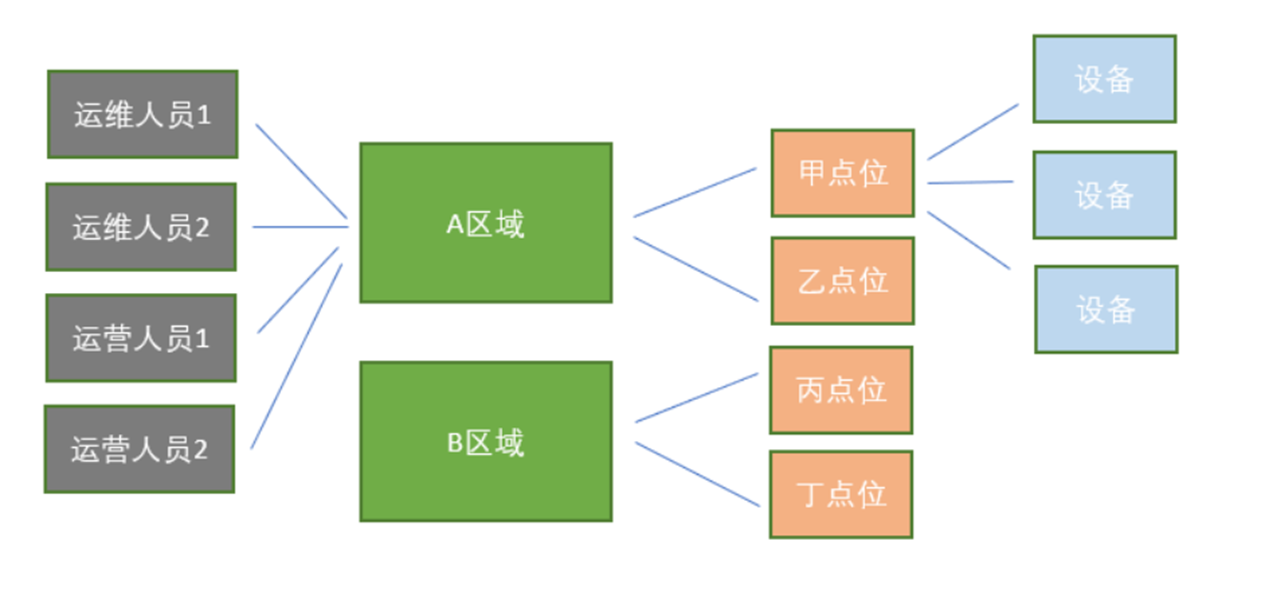 运维人员1
运维人员2
运营人员1
运营人员2
A区域
B区域
甲点位
乙点位
丙点位
丁点位
设备
设备
设备